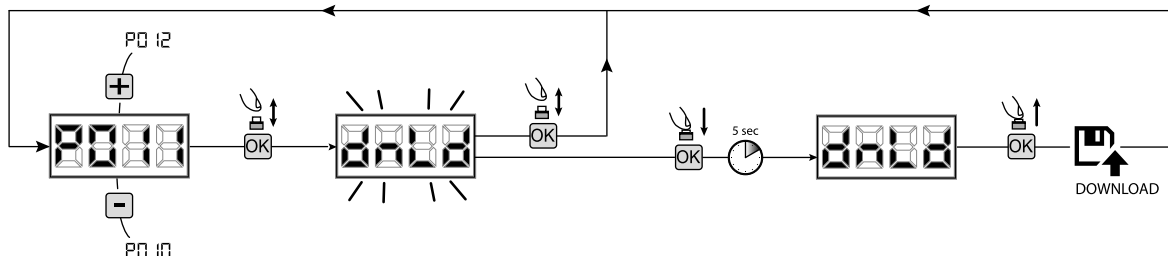 P012
+
P011
OK
dnLd
OK
OK
5 sec
dnLd
OK
DOWNLOAD
-
P010